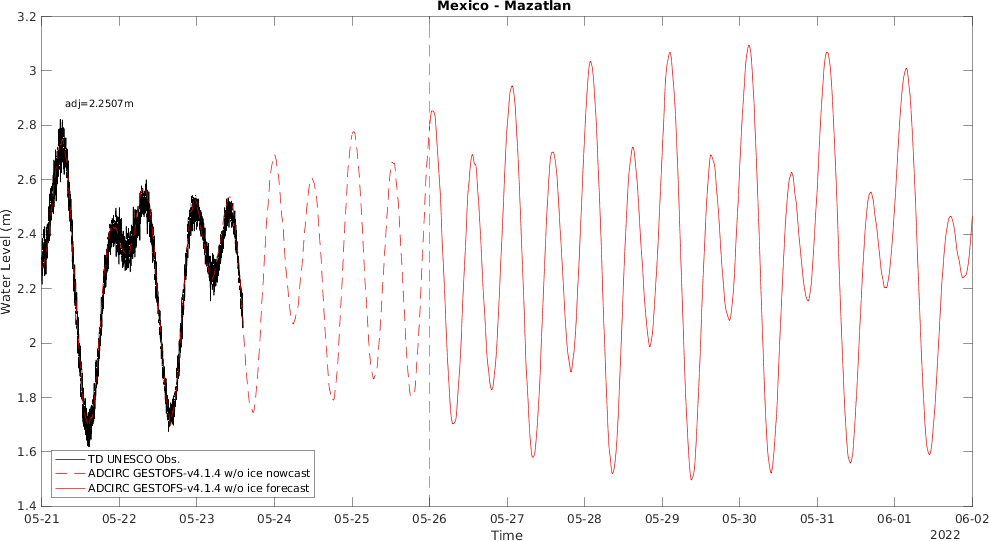 Mexico - Mazatlan
3.2
3
2.8
2.6
2.4
2.2
2
1.8
1.6
1.4
Water Level (m)
adj=2.2507m
TD UNESCO Obs.
ADCIRC GESTOFS-v4.1.4 w/o ice nowcast
ADCIRC GESTOFS-v4.1.4 w/o ice forecast
05-21 05-22 05-23 05-24 05-25 05-26 05-27 05-28 05-29 05-30 05-31 06-01 06-02
Time
2022